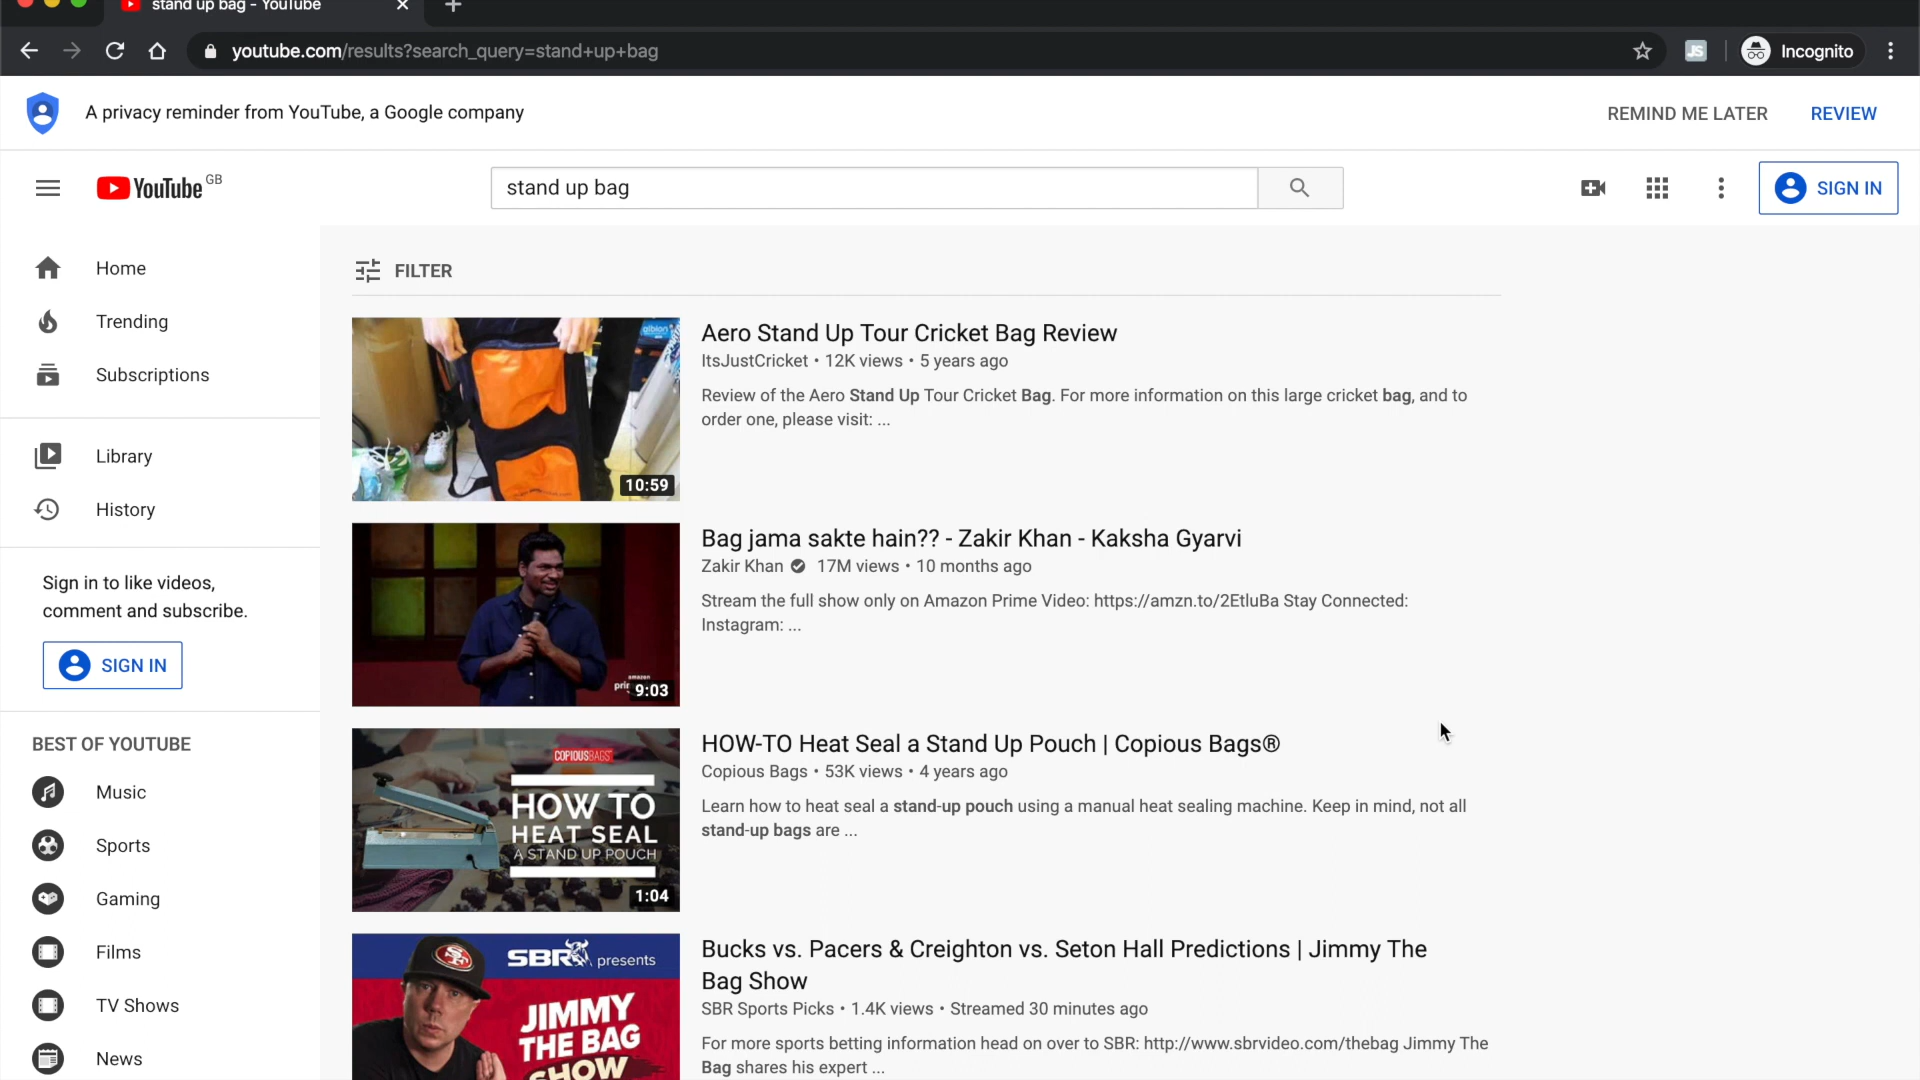 stand up bag - YouTube
youtube.com/results?search_query=stand+up+bag
JS
Incognito
A privacy reminder from YouTube, a Google company
REMIND ME LATER
REVIEW
YouTube GB
stand up bag
SIGN IN
Home
Trending
Subscriptions
Library
History
Sign in to like videos,
comment and subscribe.
SIGN IN
BEST OF YOUTUBE
Music
Sports
Gaming
Films
TV Shows
News
FILTER
albion
10:59
Aero Stand Up Tour Cricket Bag Review
ItsJustCricket • 12K views • 5 years ago
Review of the Aero Stand Up Tour Cricket Bag. For more information on this large cricket bag, and to
order one, please visit: ...
amazon
9:03
Bag jama sakte hain?? - Zakir Khan - Kaksha Gyarvi
Zakir Khan 17M views • 10 months ago
Stream the full show only on Amazon Prime Video: https://amzn.to/2EtluBa Stay Connected:
Instagram: ...
COPIOUSBAGS
HOW TO
HEAT SEAL
A STAND UP POUCH
1:04
HOW-TO Heat Seal a Stand Up Pouch | Copious Bags®
Copious Bags • 53K views • 4 years ago
Learn how to heat seal a stand-up pouch using a manual heat sealing machine. Keep in mind, not all
stand-up bags are ...
SBR presents
JIMMY
THE BAG
SHOW
Bucks vs. Pacers & Creighton vs. Seton Hall Predictions | Jimmy The
Bag Show
SBR Sports Picks • 1.4K views • Streamed 30 minutes ago
For more sports betting information head on over to SBR: http://www.sbrvideo.com/thebag Jimmy The
Bag shares his expert ...